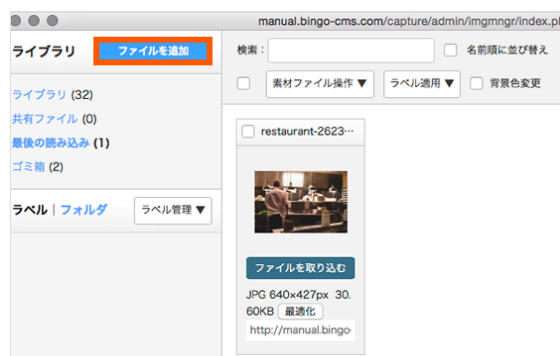 manual.bingo-cms.com/capture/admin/imgmngr/index.p
ライブラリ
ファイルを追加
検索：
名前順に並び替え
素材ファイル操作 ▼
ラベル適用 ▼
背景色変更
ライブラリ (32)
共有ファイル (0)
最後の読み込み (1)
ゴミ箱 (2)
ラベル｜フォルダ
ラベル管理 ▼
restaurant-2623…
ファイルを取り込む
JPG 640×427px 30.
60KB 最適化
http://manual.bingo-